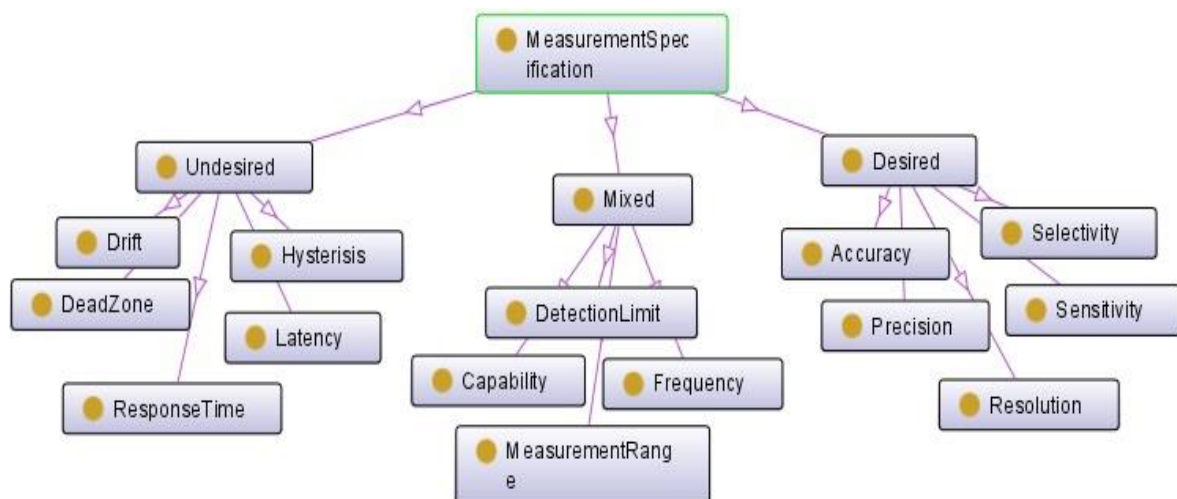 MeasurementSpec
ification
Undesired
Mixed
Desired
Drift
Hysterisis
DeadZone
Latency
ResponseTime
DetectionLimit
Capability
Frequency
MeasurementRang
e
Selectivity
Accuracy
Sensitivity
Precision
Resolution